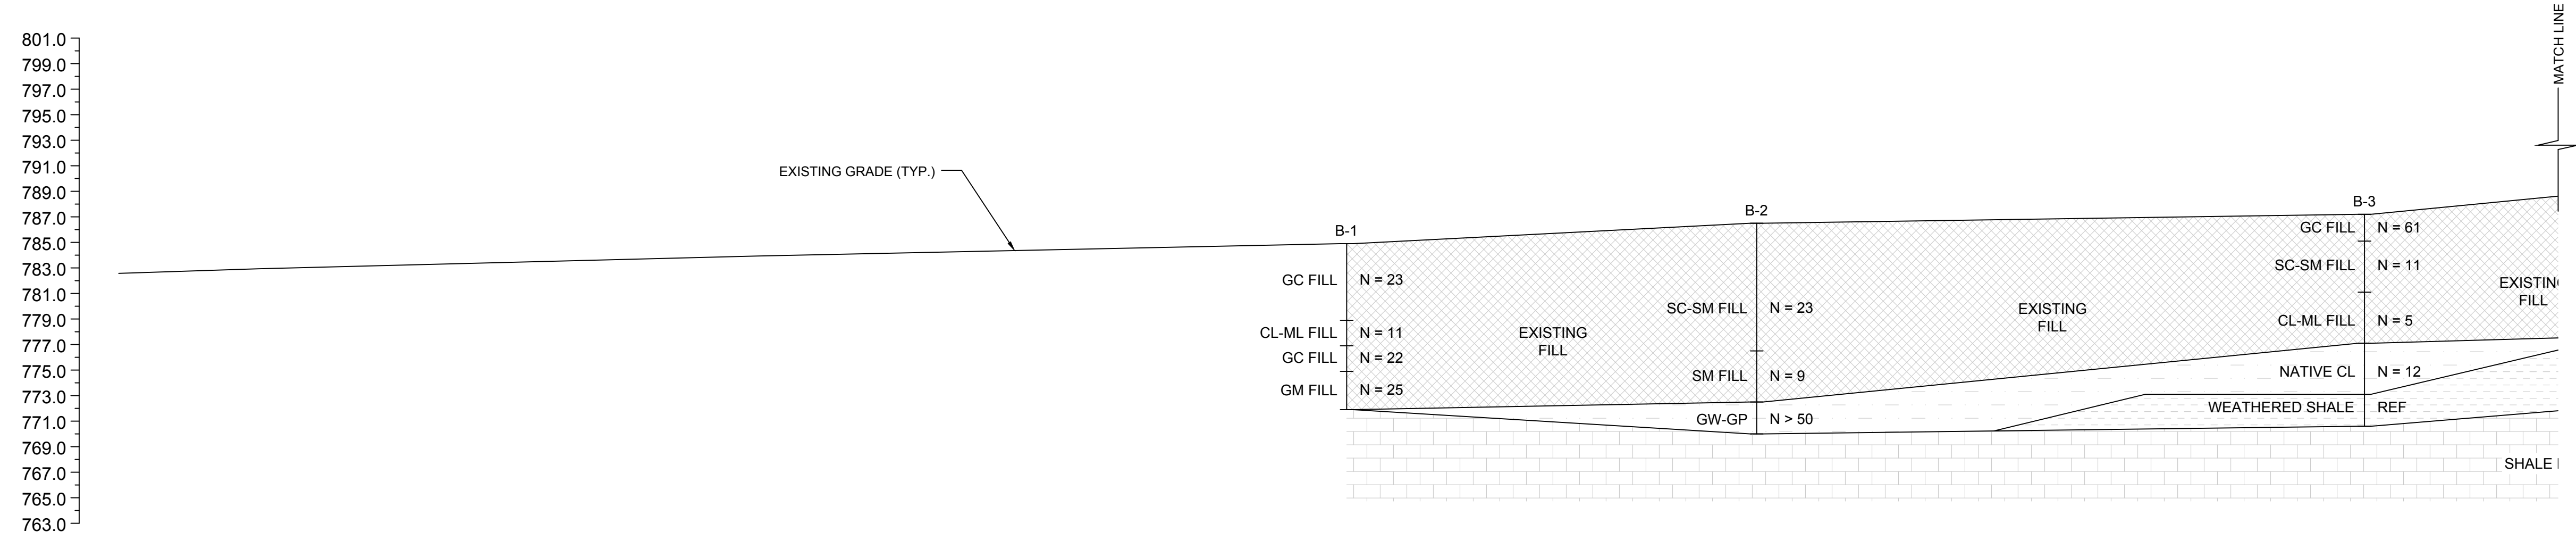 MATCH LINE
801.0
799.0
797.0
795.0
793.0
791.0
789.0
787.0
785.0
783.0
781.0
779.0
777.0
775.0
773.0
771.0
769.0
767.0
765.0
763.0
EXISTING GRADE (TYP.)
B-1
GC FILL N = 23
CL-ML FILL N = 11
GC FILL N = 22
GM FILL N = 25
EXISTING
FILL
B-2
SC-SM FILL N = 23
SM FILL N = 9
GW-GP N > 50
EXISTING
FILL
B-3
GC FILL N = 61
SC-SM FILL N = 11
CL-ML FILL N = 5
NATIVE CL N = 12
WEATHERED SHALE REF
EXISTING
FILL
SHALE